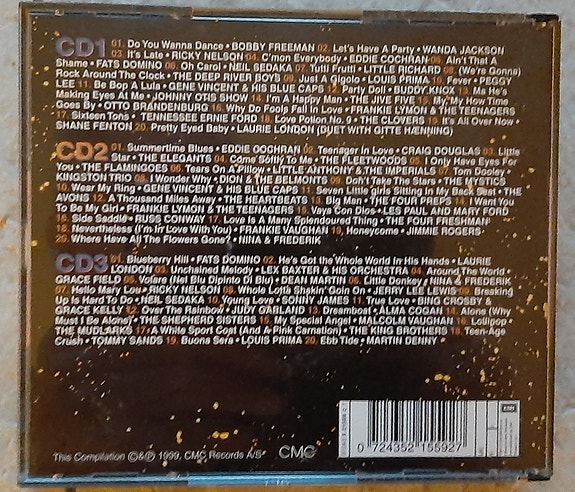 CD1 01. Do You Wanna Dance • BOBBY FREEMAN 02. Let's Have A Party • WANDA JACKSON
03. It's Late • RICKY NELSON 04. C'mon Everybody • EDDIE COCHRAN 05. Ain't That A
Shame • FATS DOMINO 06. Oh Carol • NEIL SEDAKA 07. Tutti Frutti • LITTLE RICHARD 08. (We're Gonna)
Rock Around The Clock • THE DEEP RIVER BOYS 09. Just A Gigolo • LOUIS PRIMA 10. Fever • PEGGY
LEE 11. Be Bop A Lula • GENE VINCENT & HIS BLUE CAPS 12. Party Doll • BUDDY KNOX 13. Ma He's
Making Eyes At Me • JOHNNY OTIS SHOW 14. I'm A Happy Man • THE JIVE FIVE 15. My, My How Time
Goes By • OTTO BRANDENBURG 16. Why Do Fools Fall In Love • FRANKIE LYMON & THE TEENAGERS
17. Sixteen Tons • TENNESSEE ERNIE FORD 18. Love Potion No. 9 • THE CLOVERS 19. It's All Over Now •
SHANE FENTON 20. Pretty Eyed Baby • LAURIE LONDON (DUET WITH GITTE HÆNNING)
CD2 01. Summertime Blues • EDDIE COCHRAN 02. Teenager in Love • CRAIG DOUGLAS 03. Little
Star • THE ELEGANTS 04. Come Softly To Me • THE FLEETWOODS 05. I Only Have Eyes For
You • THE FLAMINGOES 06. Tears On A Pillow • LITTLE ANTHONY & THE IMPERIALS 07. Tom Dooley •
KINGSTON TRIO 08. I Wonder Why • DION & THE BELMONTS 09. Don't Take The Stars • THE MYSTICS
10. Wear My Ring • GENE VINCENT & HIS BLUE CAPS 11. Seven Little Girls Sitting In My Back Seat • THE
AVONS 12. A Thousand Miles Away • THE HEARTBEATS 13. Big Man • THE FOUR PREPS 14. I Want You
To Be My Girl • FRANKIE LYMON & THE TEENAGERS 15. Vaya Con Dios • LES PAUL AND MARY FORD
16. Side Saddle • RUSS CONWAY 17. Love Is A Many Splendoured Thing • THE FOUR FRESHMAN
18. Nevertheless (I'm In Love With You) • FRANKIE VAUGHAN 19. Honeycome • JIMMIE ROGERS
20. Where Have All The Flowers Gone? • NINA & FREDERIK
CD3 01. Blueberry Hill • FATS DOMINO 02. He's Got the Whole World In His Hands • LAURIE
LONDON 03. Unchained Melody • LEX BAXTER & HIS ORCHESTRA 04. Around The World •
GRACE FIELD 05. Volare (Nel Blu Dipinto Di Blu) • DEAN MARTIN 06. Little Donkey • NINA & FREDERIK
07. Hello Mary Lou • RICKY NELSON 08. Whole Lotta Shakin' Goin On • JERRY LEE LEWIS 09. Breaking
Up Is Hard To Do • NEIL SEDAKA 10. Young Love • SONNY JAMES 11. True Love • BING CROSBY &
GRACE KELLY 12. Over The Rainbow • JUDY GARLAND 13. Dreamboat • ALMA COGAN 14. Alone (Why
Must I Be Alone) • THE SHEPHERD SISTERS 15. My Special Angel • MALCOLM VAUGHAN 16. Lollipop •
THE MUDLARKS 17. A White Sport Coat (And A Pink Carnation) • THE KING BROTHERS 18. Teen-Age
Crush • TOMMY SANDS 19. Buona Sera • LOUIS PRIMA 20. Ebb Tide • MARTIN DENNY
This Compilation ©&℗ 1999, CMC Records A/S
CMC
0 724352 155927
EMI